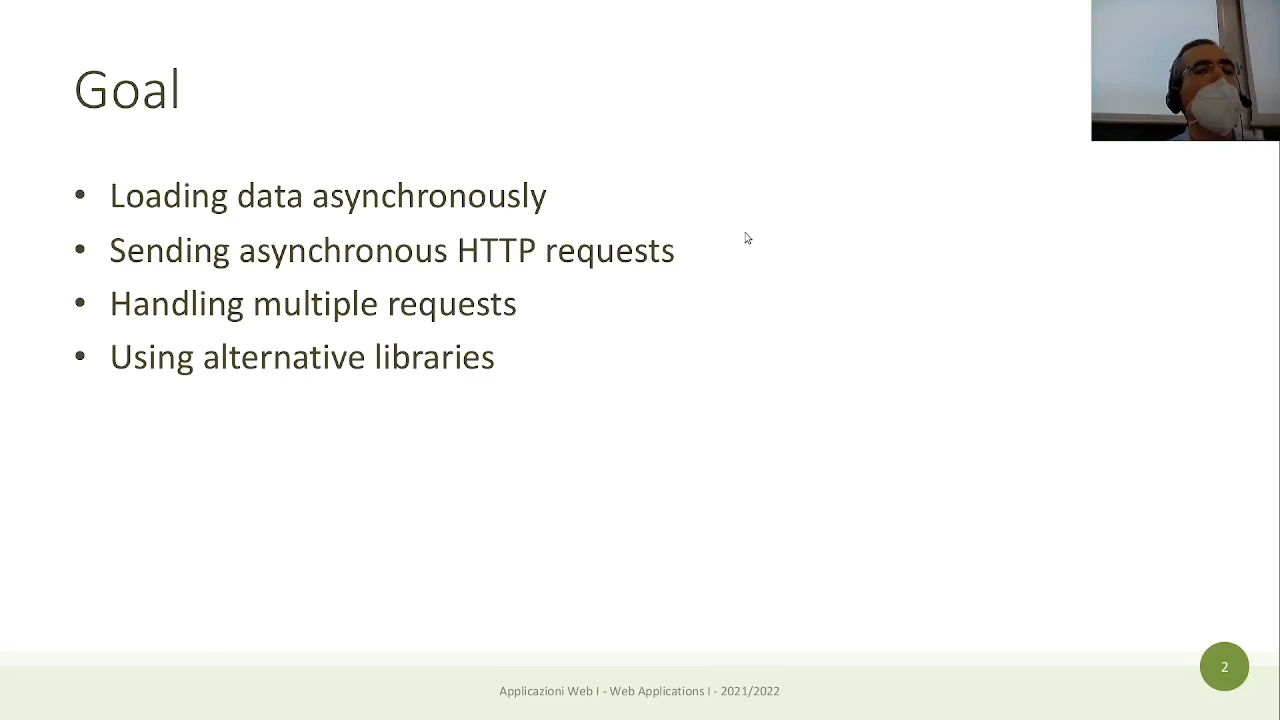 Goal
• Loading data asynchronously
• Sending asynchronous HTTP requests
• Handling multiple requests
• Using alternative libraries
2
Applicazioni Web I - Web Applications I - 2021/2022